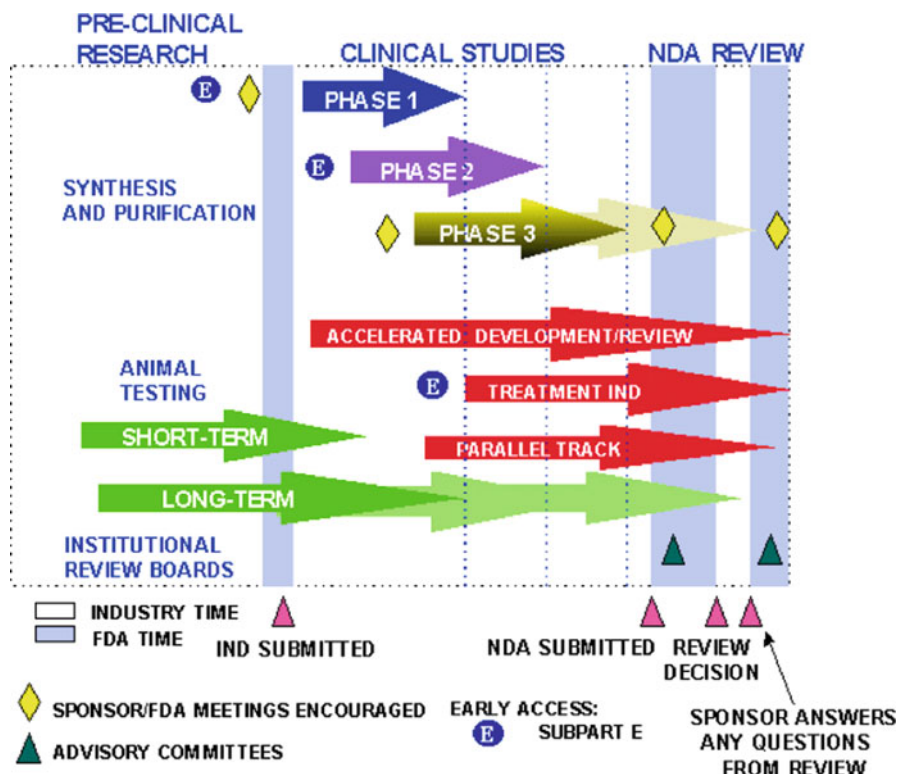 PRE-CLINICAL
RESEARCH
CLINICAL STUDIES
NDA REVIEW
E
PHASE 1
E
PHASE 2
SYNTHESIS
AND PURIFICATION
PHASE 3
ACCELERATED DEVELOPMENT/REVIEW
ANIMAL
TESTING
E
TREATMENT IND
SHORT-TERM
PARALLEL TRACK
LONG-TERM
INSTITUTIONAL
REVIEW BOARDS
INDUSTRY TIME
FDA TIME
IND SUBMITTED
NDA SUBMITTED
REVIEW
DECISION
SPONSOR/FDA MEETINGS ENCOURAGED
ADVISORY COMMITTEES
EARLY ACCESS:
E
SUBPART E
SPONSOR ANSWERS
ANY QUESTIONS
FROM REVIEW